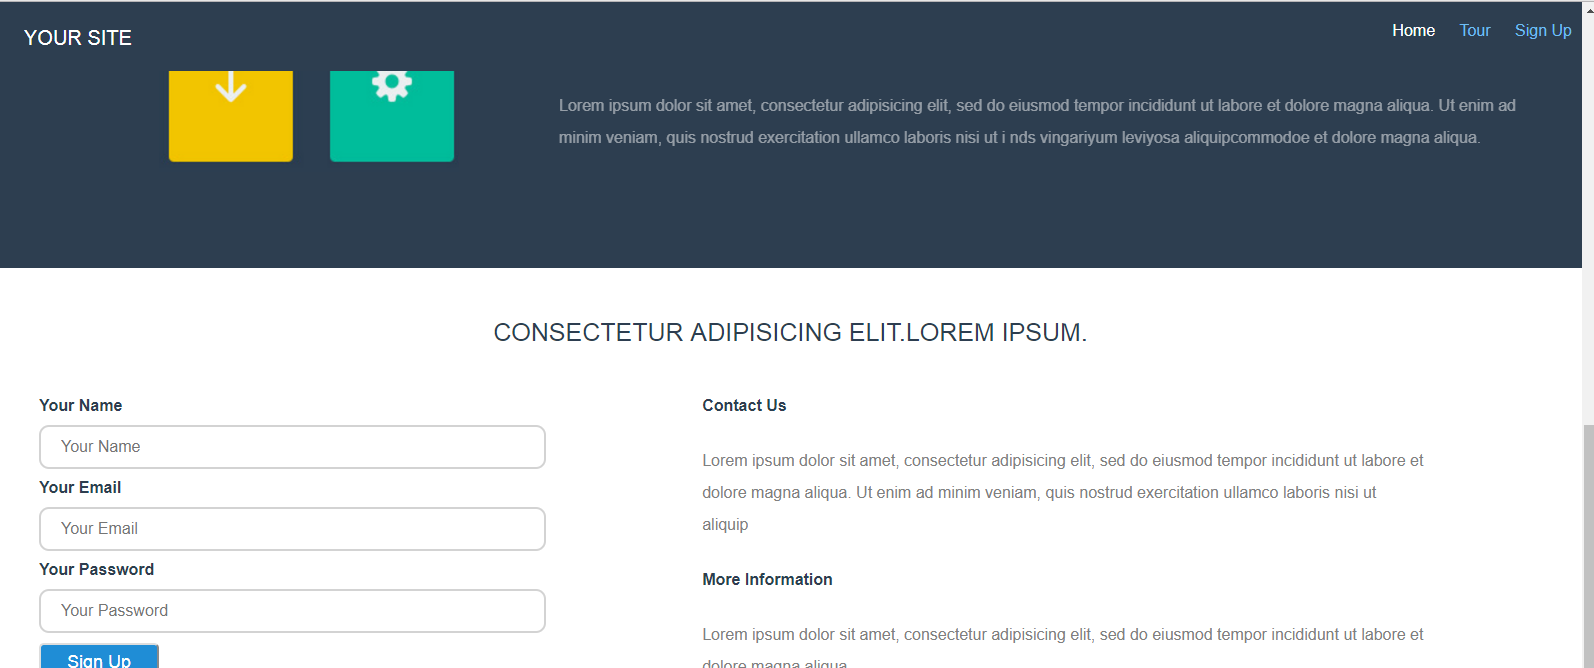 YOUR SITE
Home Tour Sign Up
Lorem ipsum dolor sit amet, consectetur adipisicing elit, sed do eiusmod tempor incididunt ut labore et dolore magna aliqua. Ut enim ad
minim veniam, quis nostrud exercitation ullamco laboris nisi ut i nds vingariyum leviyosa aliquipcommodoe et dolore magna aliqua.
CONSECTETUR ADIPISICING ELIT.LOREM IPSUM.
Your Name
Your Name
Your Email
Your Email
Your Password
Your Password
Sign Up
Contact Us
Lorem ipsum dolor sit amet, consectetur adipisicing elit, sed do eiusmod tempor incididunt ut labore et
dolore magna aliqua. Ut enim ad minim veniam, quis nostrud exercitation ullamco laboris nisi ut
aliquip
More Information
Lorem ipsum dolor sit amet, consectetur adipisicing elit, sed do eiusmod tempor incididunt ut labore et
dolore magna aliqua